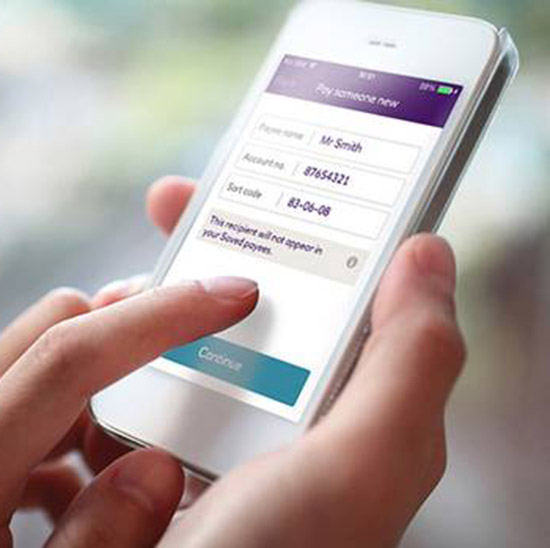 Pay someone new
Payee name Mr Smith
Account no. 87654321
Sort code 83-06-08
This recipient will not appear in
your Saved payees.
Continue